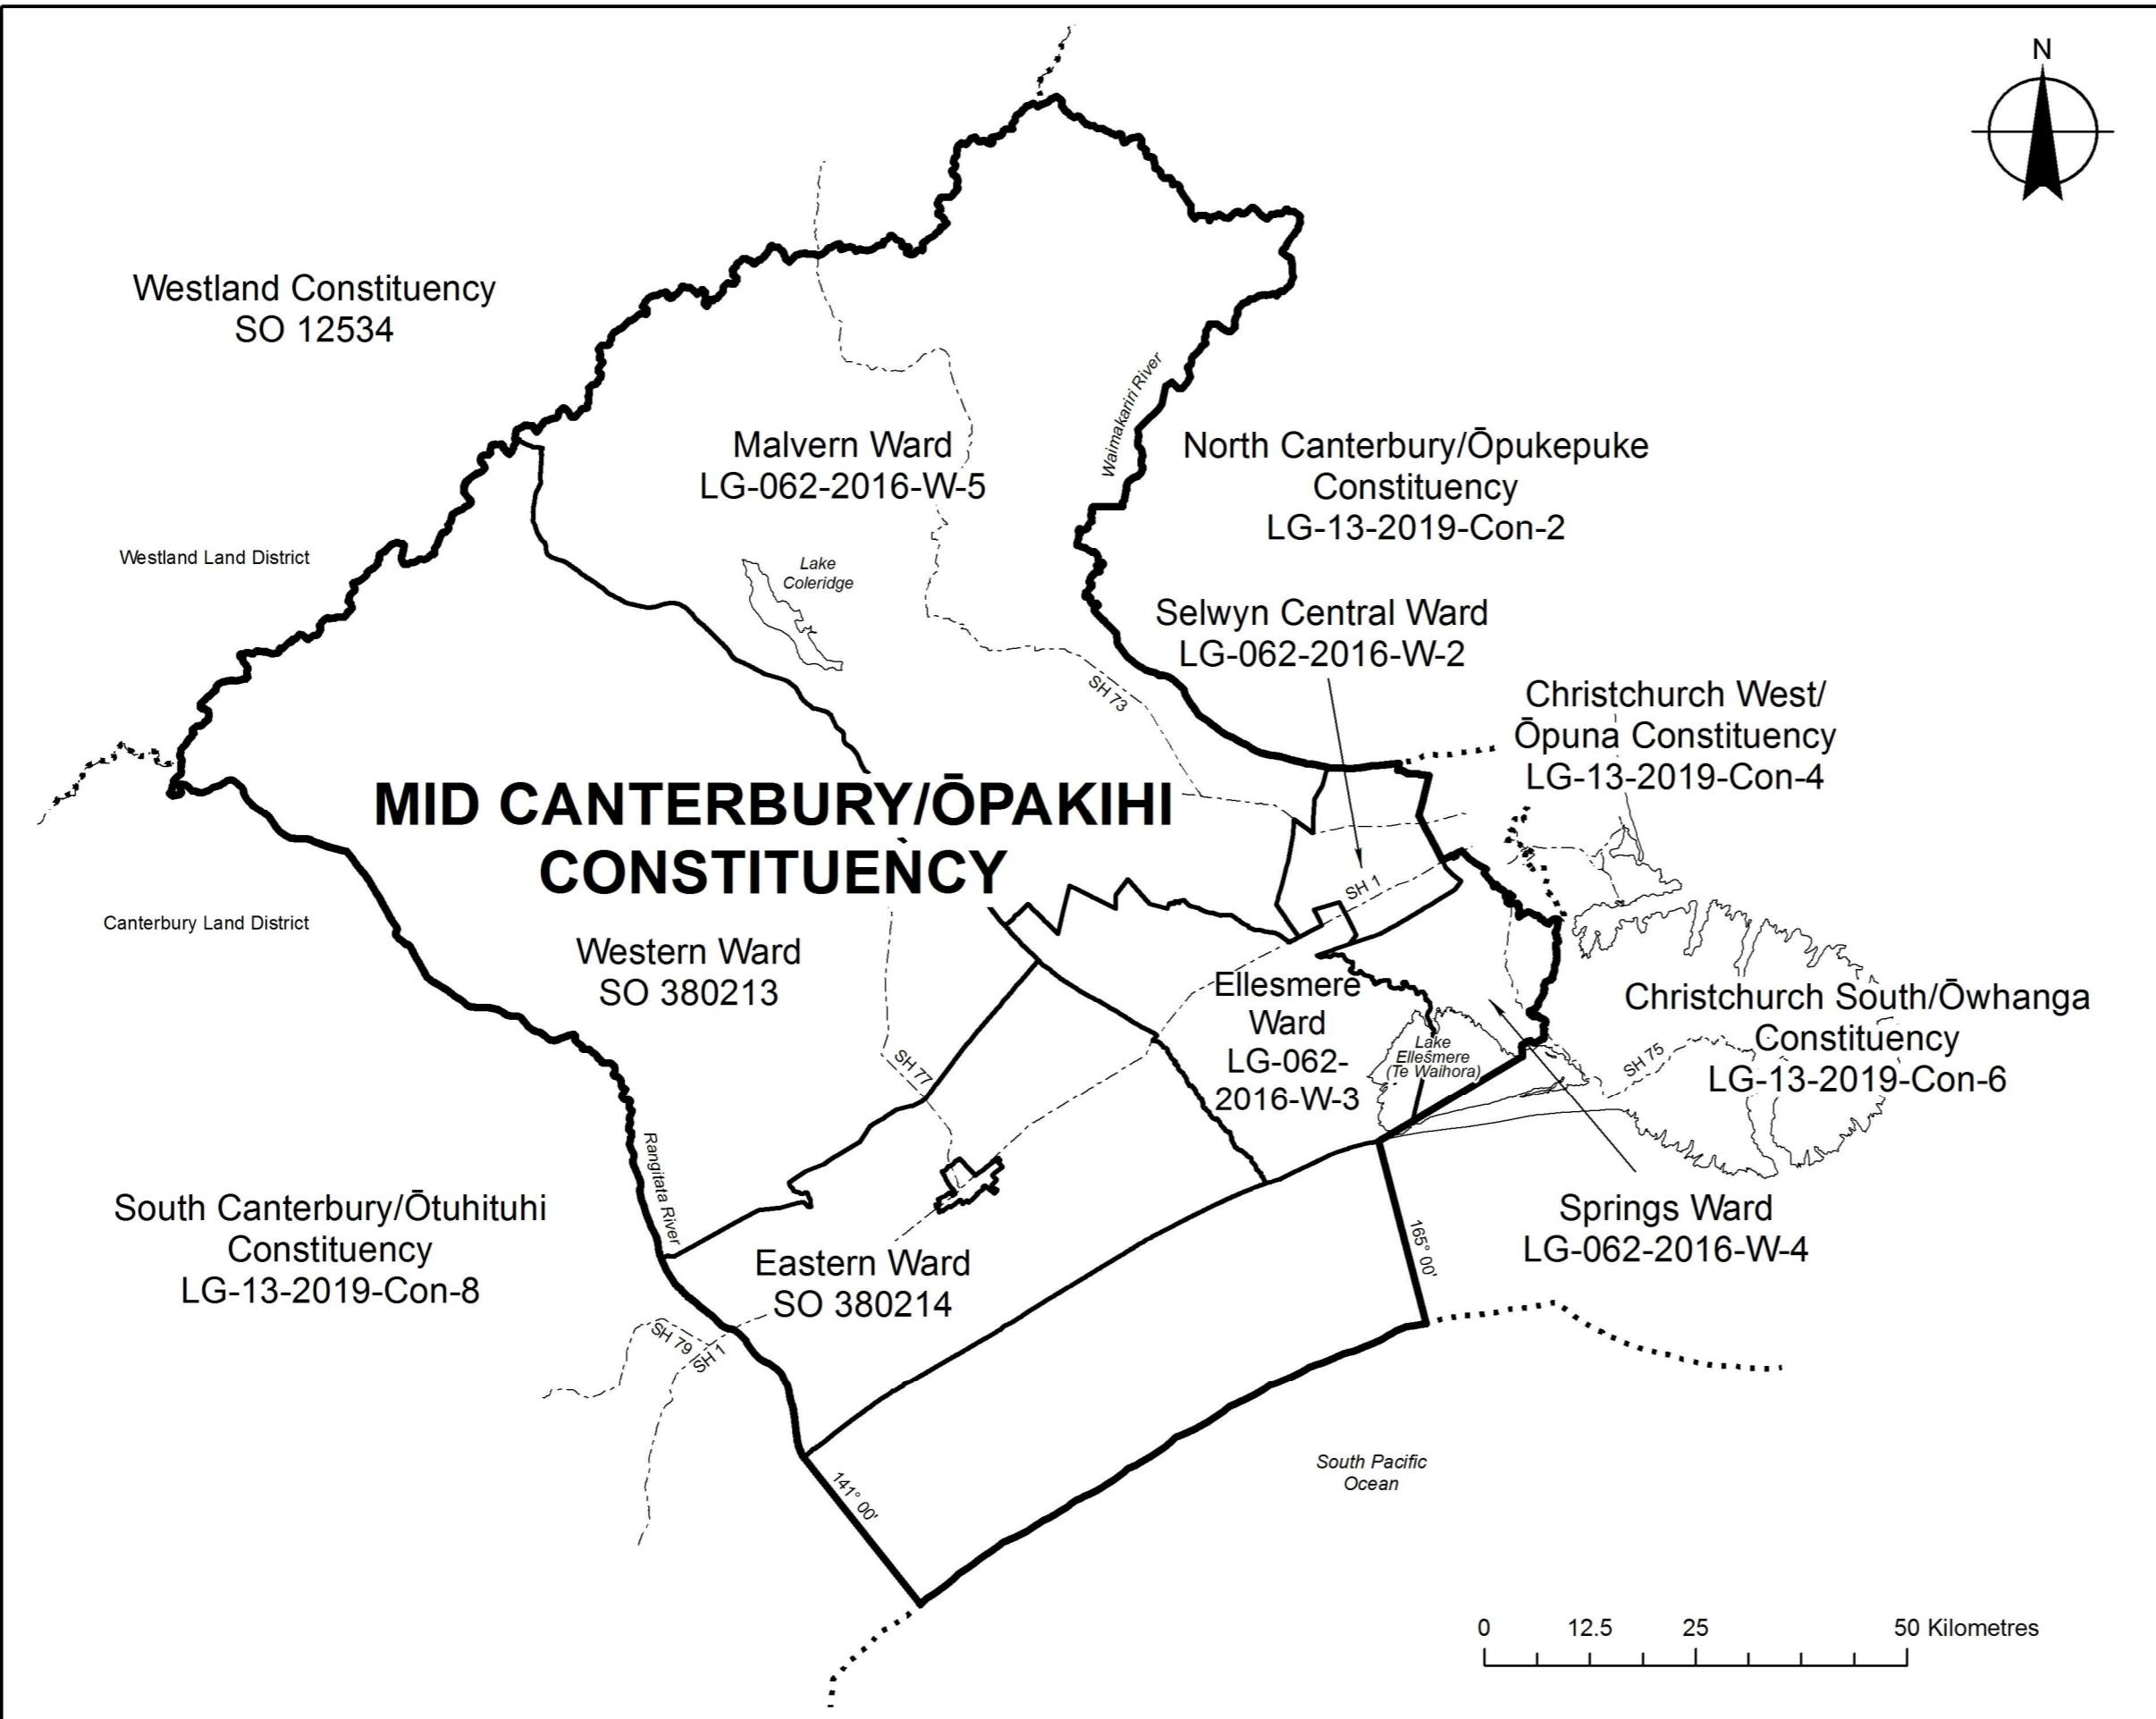 N
Westland Constituency
SO 12534
Malvern Ward
LG-062-2016-W-5
Waimakariri River
North Canterbury/Ōpukepuke
Constituency
LG-13-2019-Con-2
Westland Land District
Lake
Coleridge
Selwyn Central Ward
LG-062-2016-W-2
SH 73
Christchurch West/
Ōpuna Constituency
LG-13-2019-Con-4
MID CANTERBURY/ŌPAKIHI
CONSTITUENCY
SH 1
Canterbury Land District
Western Ward
SO 380213
Ellesmere
Ward
LG-062-
2016-W-3
Christchurch South/Ōwhanga
Constituency
LG-13-2019-Con-6
Lake
Ellesmere
(Te Waihora)
SH 75
SH 77
Rangitata River
South Canterbury/Ōtuhituhi
Constituency
LG-13-2019-Con-8
Springs Ward
LG-062-2016-W-4
165° 00'
Eastern Ward
SO 380214
SH 79
SH 1
141° 00'
South Pacific
Ocean
0 12.5 25 50 Kilometres